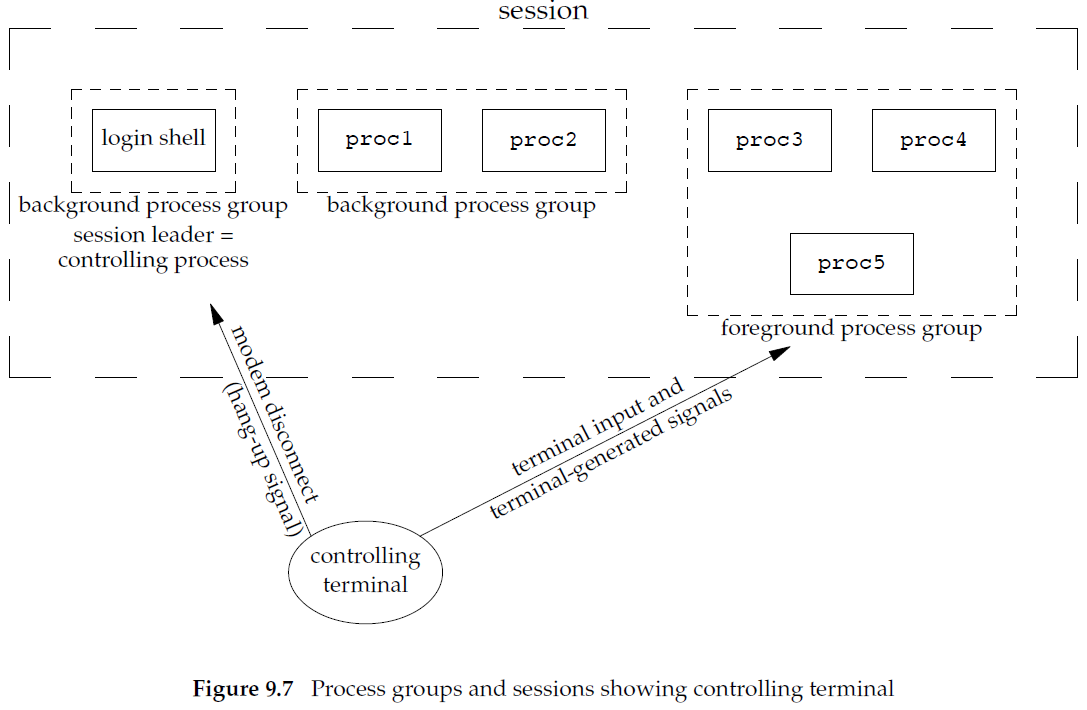 session
login shell
proc1
proc2
proc3
proc4
background process group
session leader =
controlling process
background process group
proc5
foreground process group
modem disconnect
(hang-up signal)
terminal input and
terminal-generated signals
controlling
terminal
Figure 9.7 Process groups and sessions showing controlling terminal